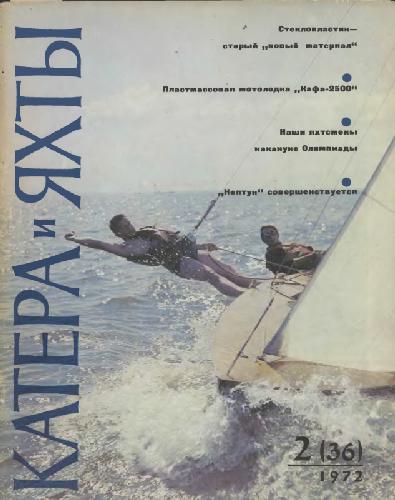 КАТЕРА и ЯХТЫ
Стеклопластик—
старый „новый материал“
Пластмассовая мотолодка „Кафа-2500“
Наши яхтсмены
накануне Олимпиады
„Нептун“ совершенствуется
2 (36)
1972